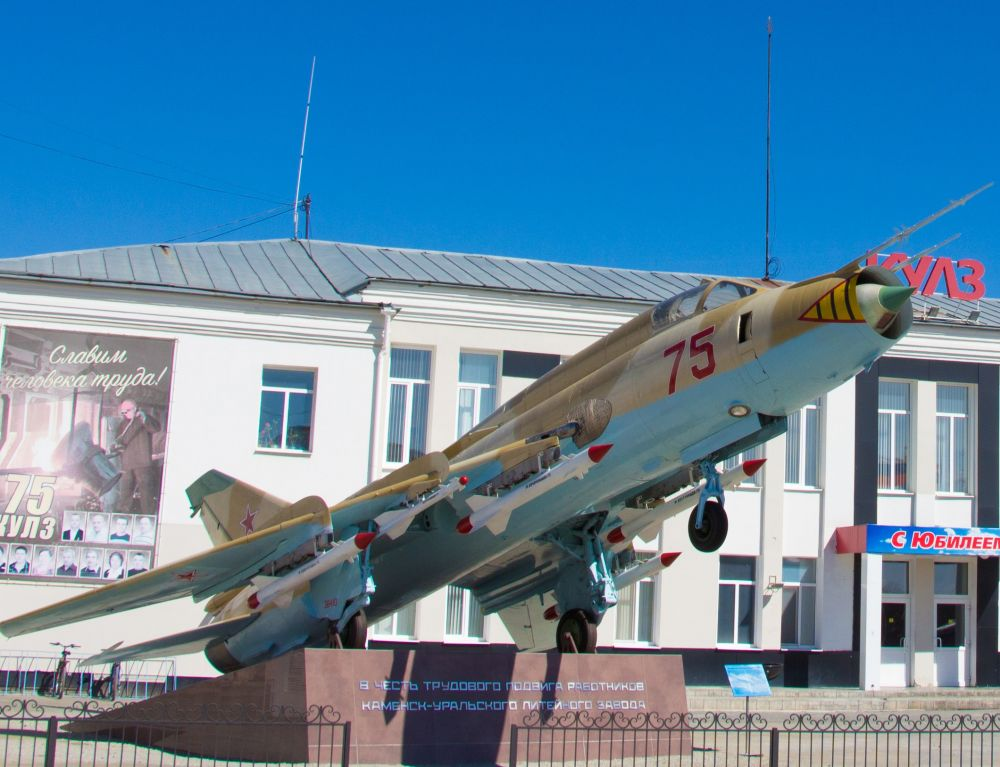 КУЛЗ
Славим
человека труда!
75
75
КУЛЗ
С Юбилеем
В ЧЕСТЬ ТРУДОВОГО ПОДВИГА РАБОТНИКОВ
КАМЕНСК-УРАЛЬСКОГО ЛИТЕЙНОГО ЗАВОДА